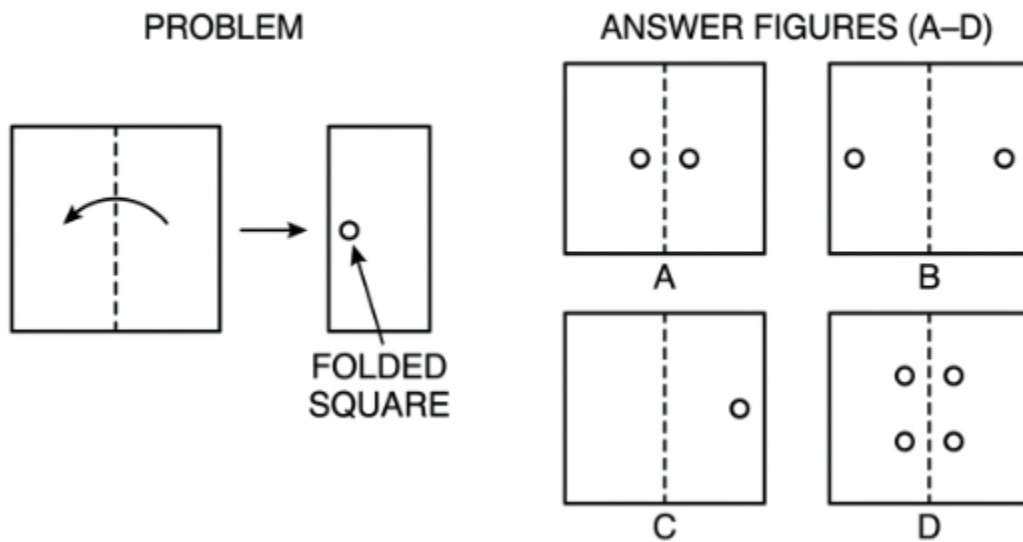 PROBLEM
ANSWER FIGURES (A–D)
FOLDED
SQUARE
A
B
C
D